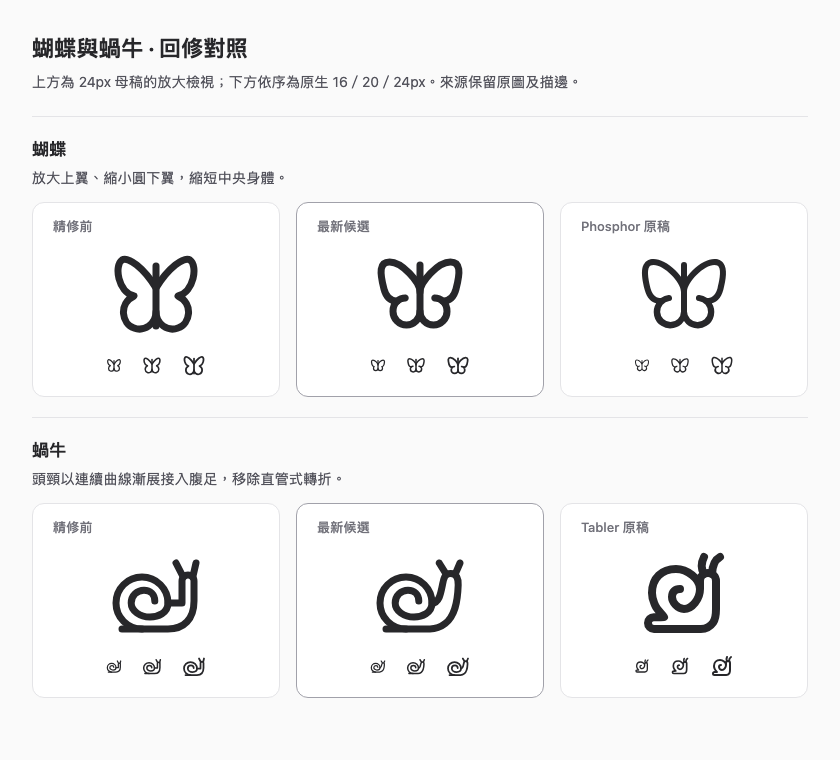 蝴蝶與蝸牛 · 回修對照
上方為 24px 母稿的放大檢視；下方依序為原生 16 / 20 / 24px。來源保留原圖及描邊。
蝴蝶
放大上翼、縮小圓下翼，縮短中央身體。
精修前
最新候選
Phosphor 原稿
蝸牛
頭頸以連續曲線漸展接入腹足，移除直管式轉折。
精修前
最新候選
Tabler 原稿